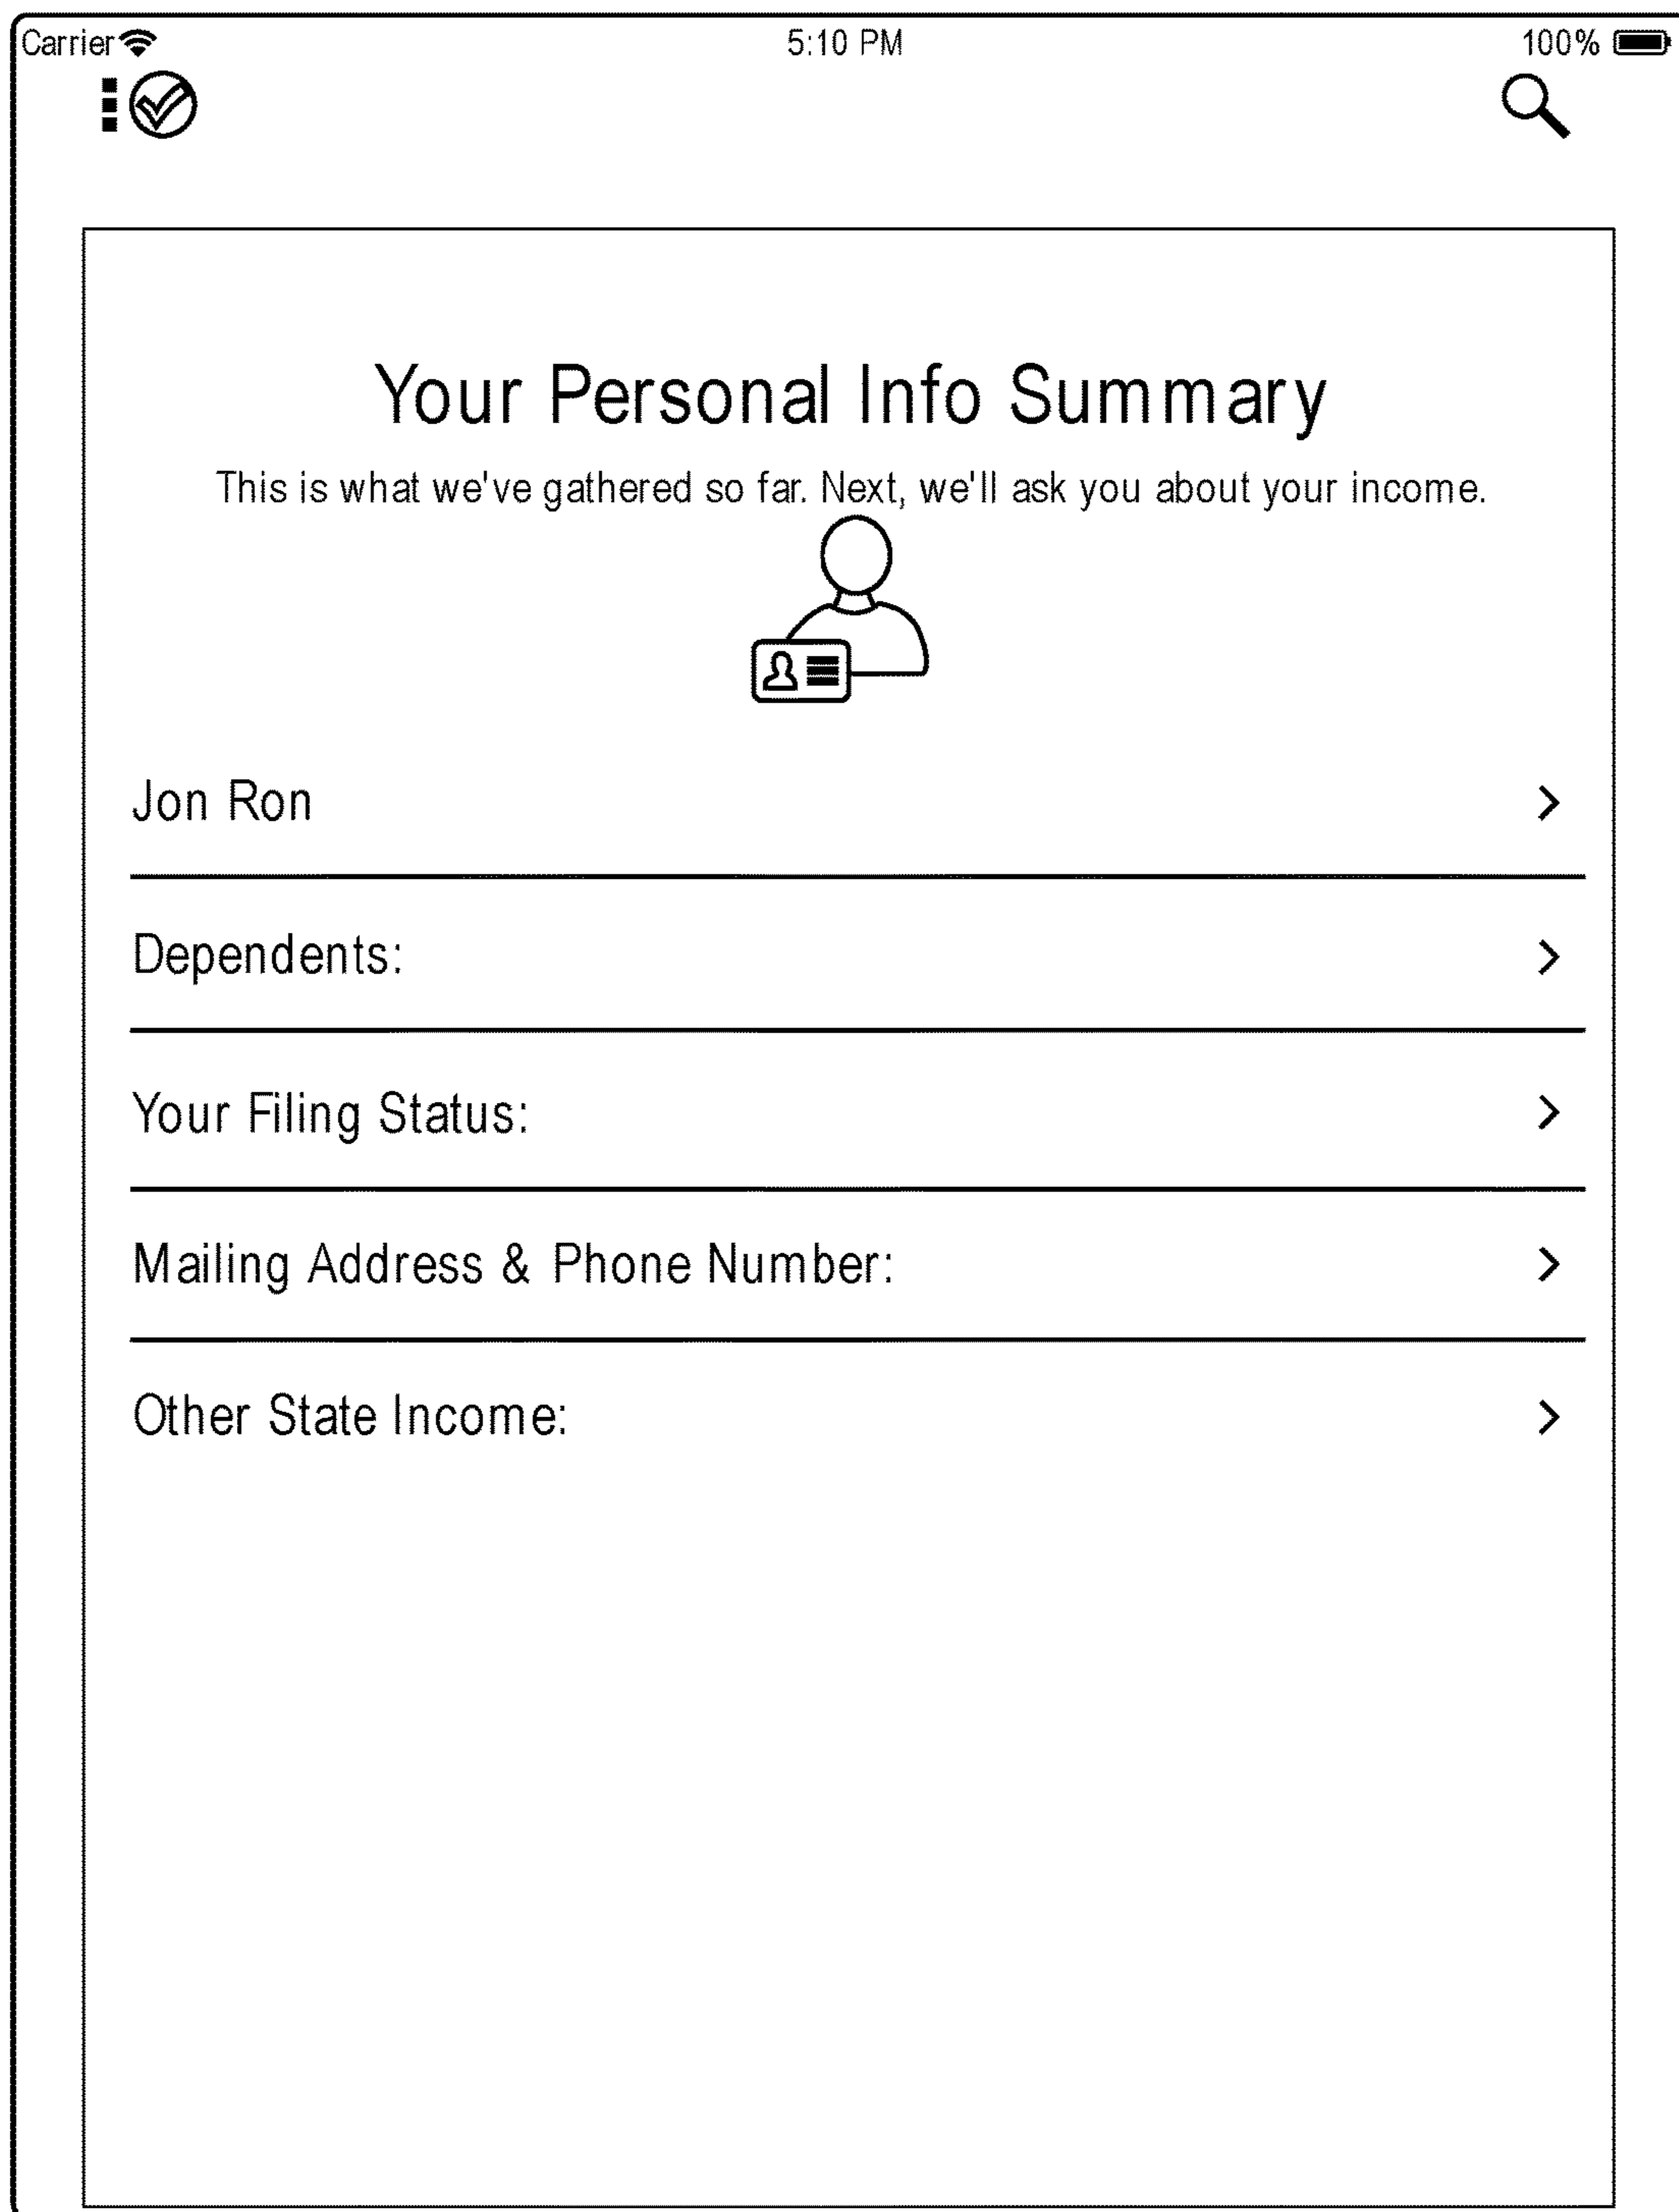 Carrier 5:10 PM 100%
Your Personal Info Summary
This is what we've gathered so far. Next, we'll ask you about your income.
Jon Ron
Dependents:
Your Filing Status:
Mailing Address & Phone Number:
Other State Income: